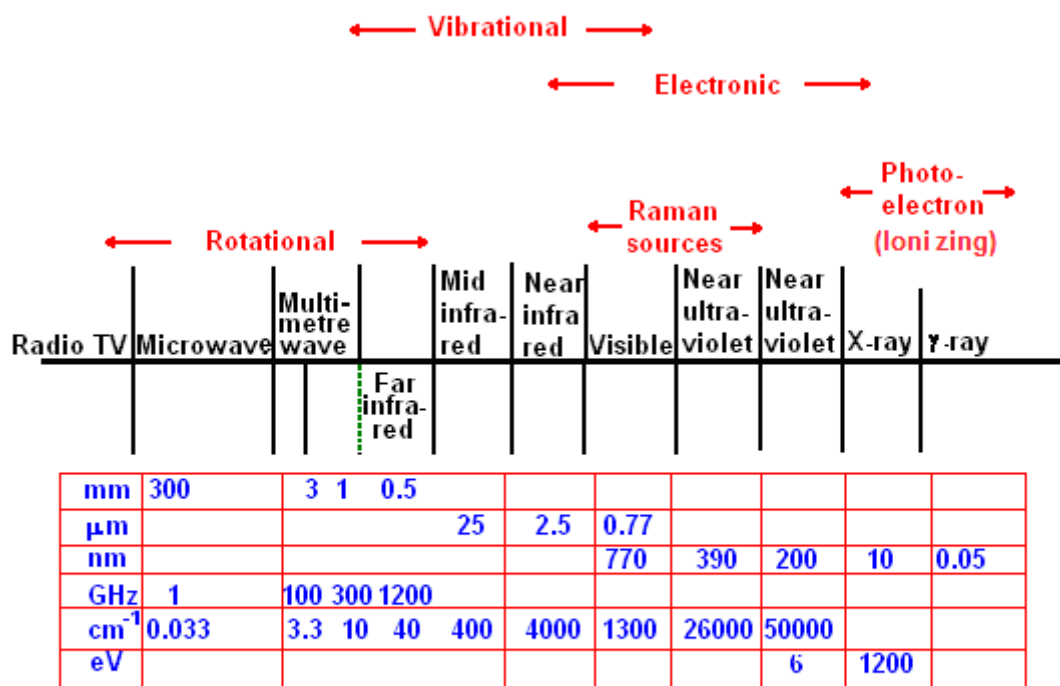 Vibrational
Electronic
Photo-
electron
(Ionizing)
Raman
sources
Rotational
Radio TV
Microwave
Multi-
metre
wave
Far
infra-
red
Mid
infra-
red
Near
infra
red
Visible
Near
ultra-
violet
Near
ultra-
violet
X-ray
γ-ray
mm 300 3 1 0.5
μm 25 2.5 0.77
nm 770 390 200 10 0.05
GHz 1 100 300 1200
cm⁻¹ 0.033 3.3 10 40 400 4000 1300 26000 50000
eV 6 1200